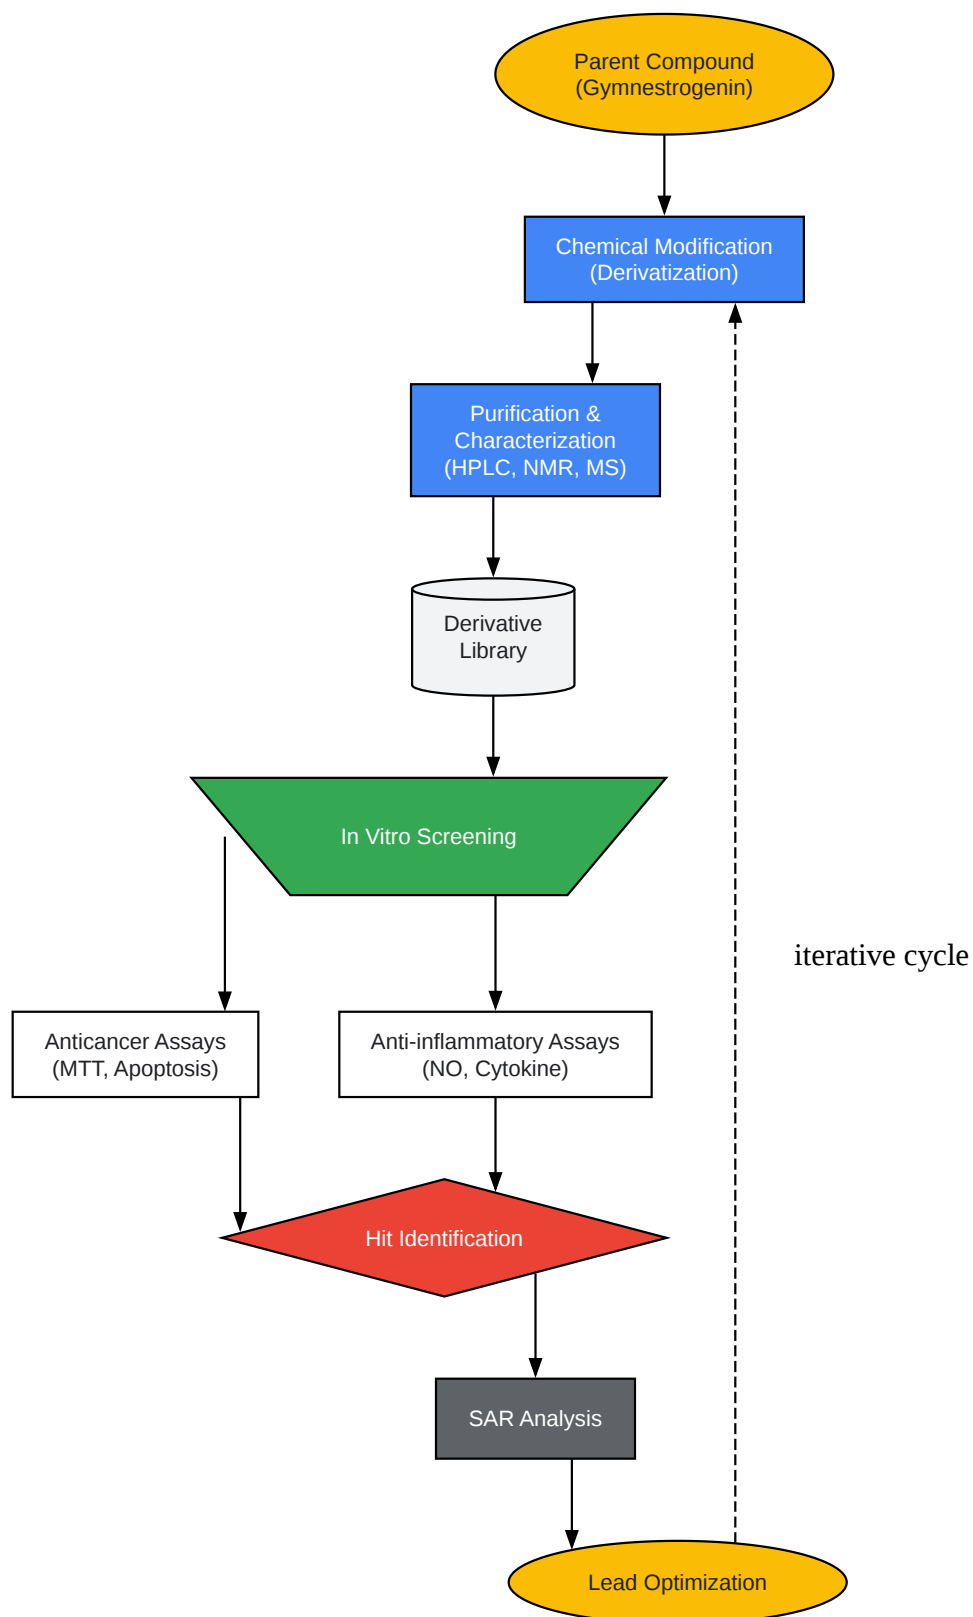 Parent Compound
(Gymnestrogenin)
Chemical Modification
(Derivatization)
Purification &
Characterization
(HPLC, NMR, MS)
Derivative
Library
In Vitro Screening
iterative cycle
Anticancer Assays
(MTT, Apoptosis)
Anti-inflammatory Assays
(NO, Cytokine)
Hit Identification
SAR Analysis
Lead Optimization